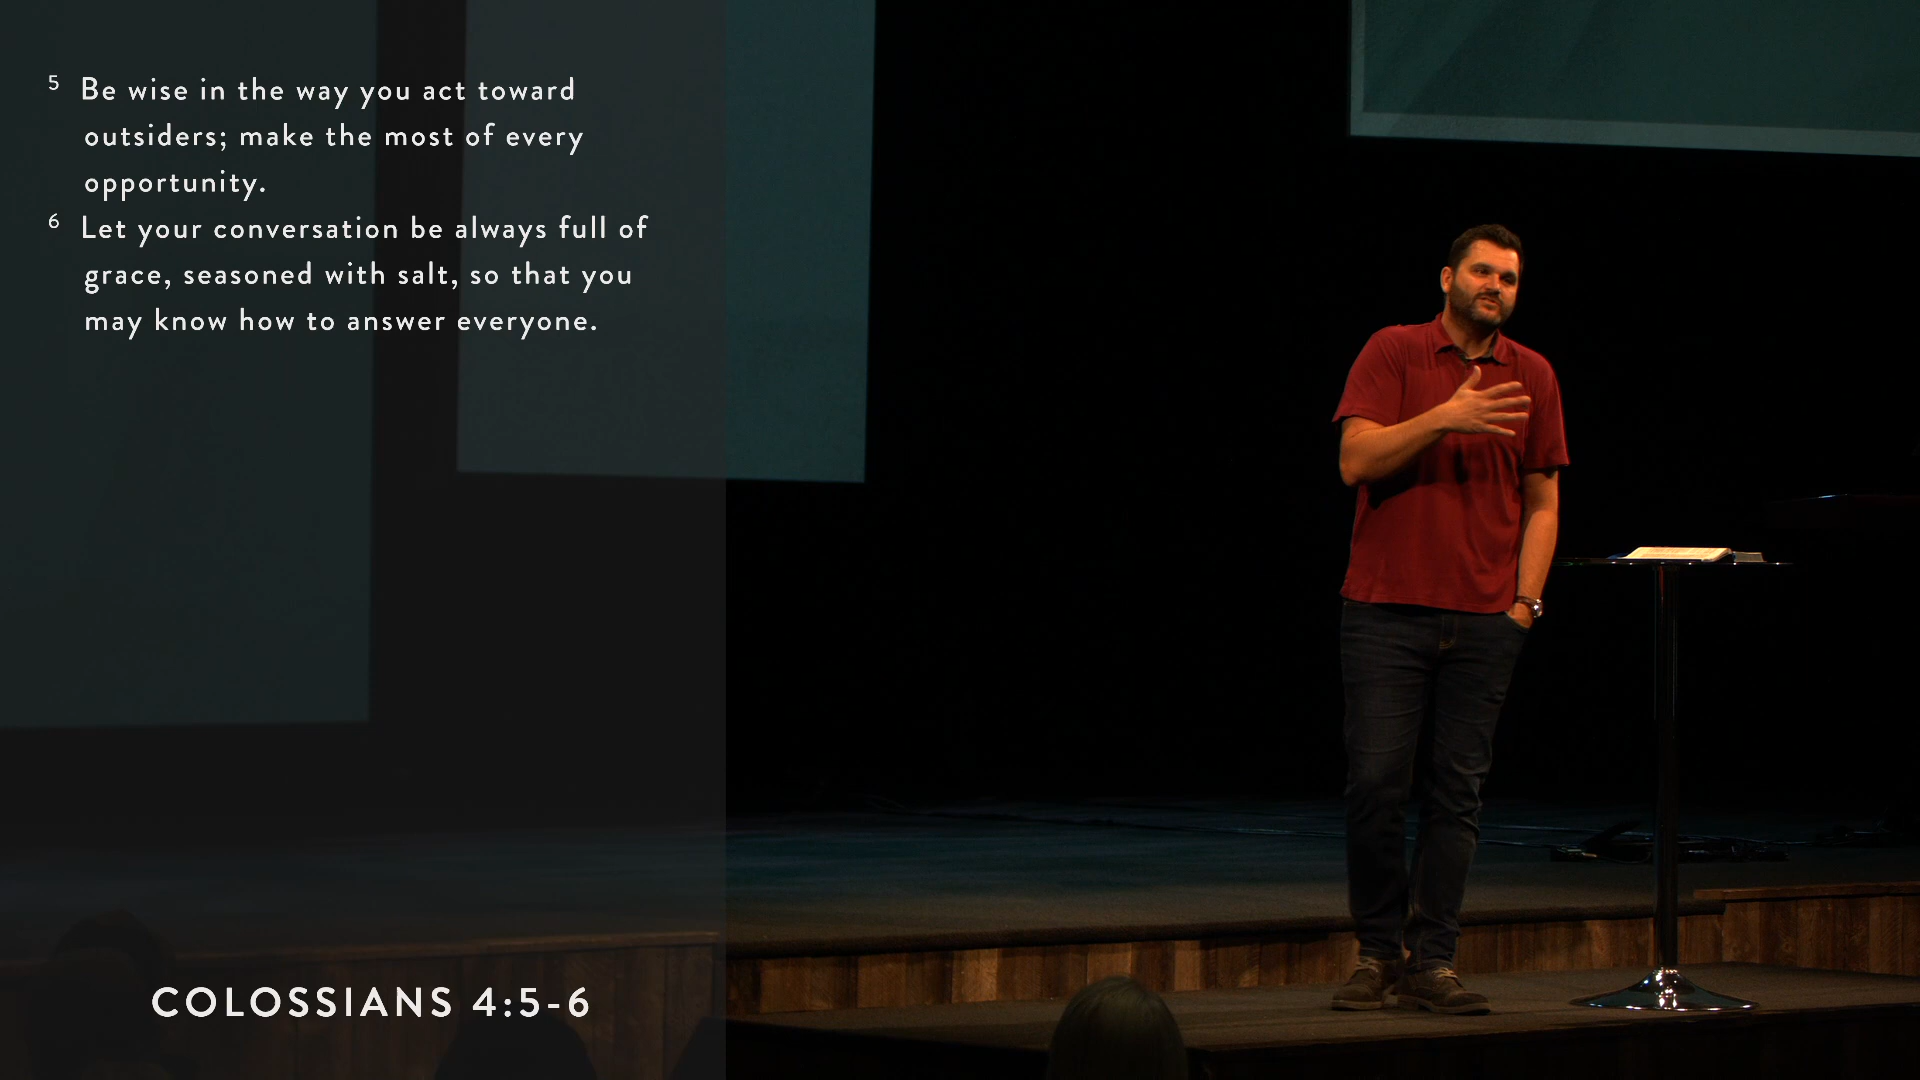 5 Be wise in the way you act toward
outsiders; make the most of every
opportunity.
6 Let your conversation be always full of
grace, seasoned with salt, so that you
may know how to answer everyone.
COLOSSIANS 4:5-6